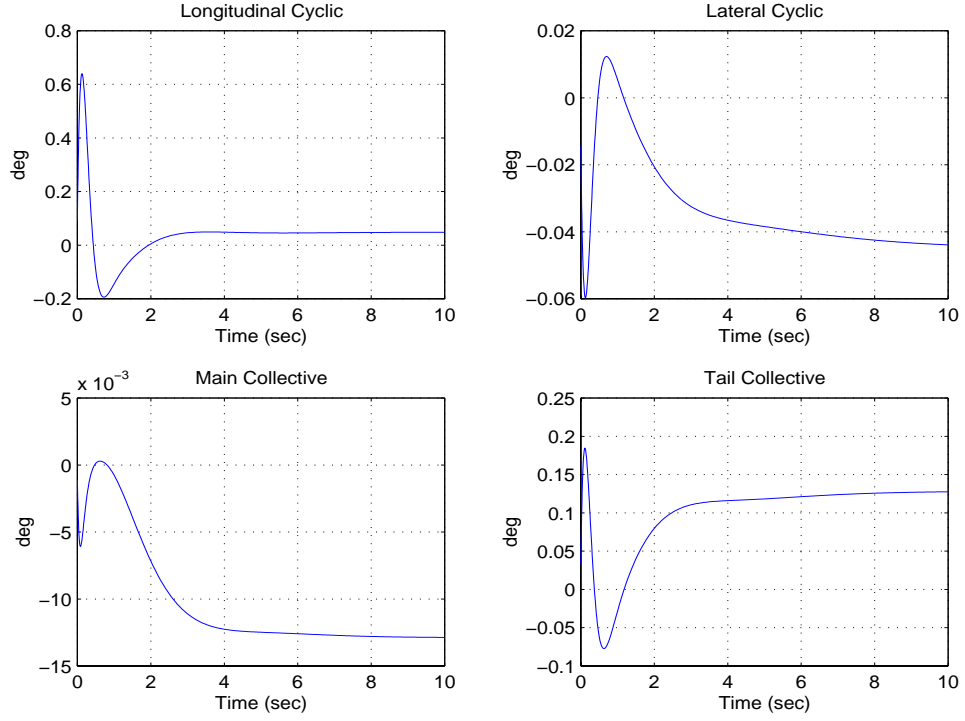 Longitudinal Cyclic
0.8
0.6
0.4
0.2
0
−0.2
deg
0 2 4 6 8 10
Time (sec)
Lateral Cyclic
0.02
0
−0.02
−0.04
−0.06
deg
0 2 4 6 8 10
Time (sec)
Main Collective
x 10−3
5
0
−5
−10
−15
deg
0 2 4 6 8 10
Time (sec)
Tail Collective
0.25
0.2
0.15
0.1
0.05
0
−0.05
−0.1
deg
0 2 4 6 8 10
Time (sec)